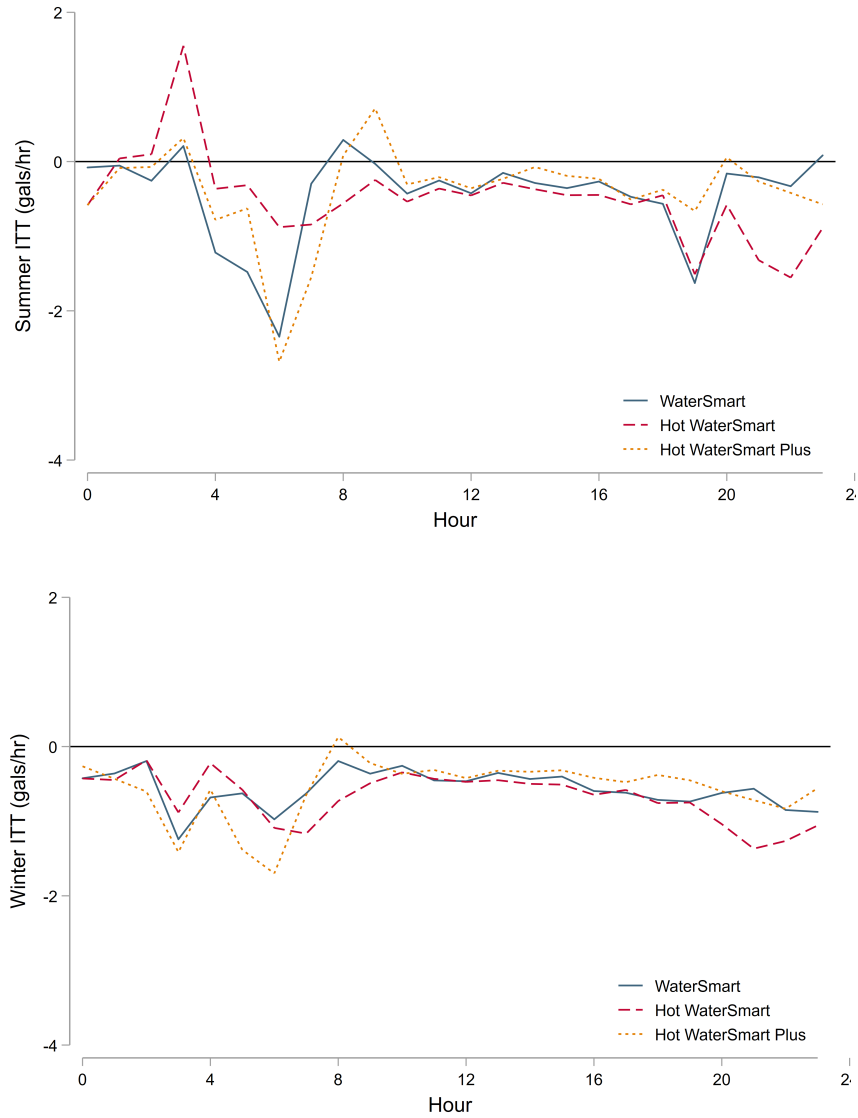 2
0
-2
-4
Summer ITT (gals/hr)
WaterSmart
Hot WaterSmart
Hot WaterSmart Plus
0 4 8 12 16 20 24
Hour
2
0
-2
-4
Winter ITT (gals/hr)
WaterSmart
Hot WaterSmart
Hot WaterSmart Plus
0 4 8 12 16 20 24
Hour